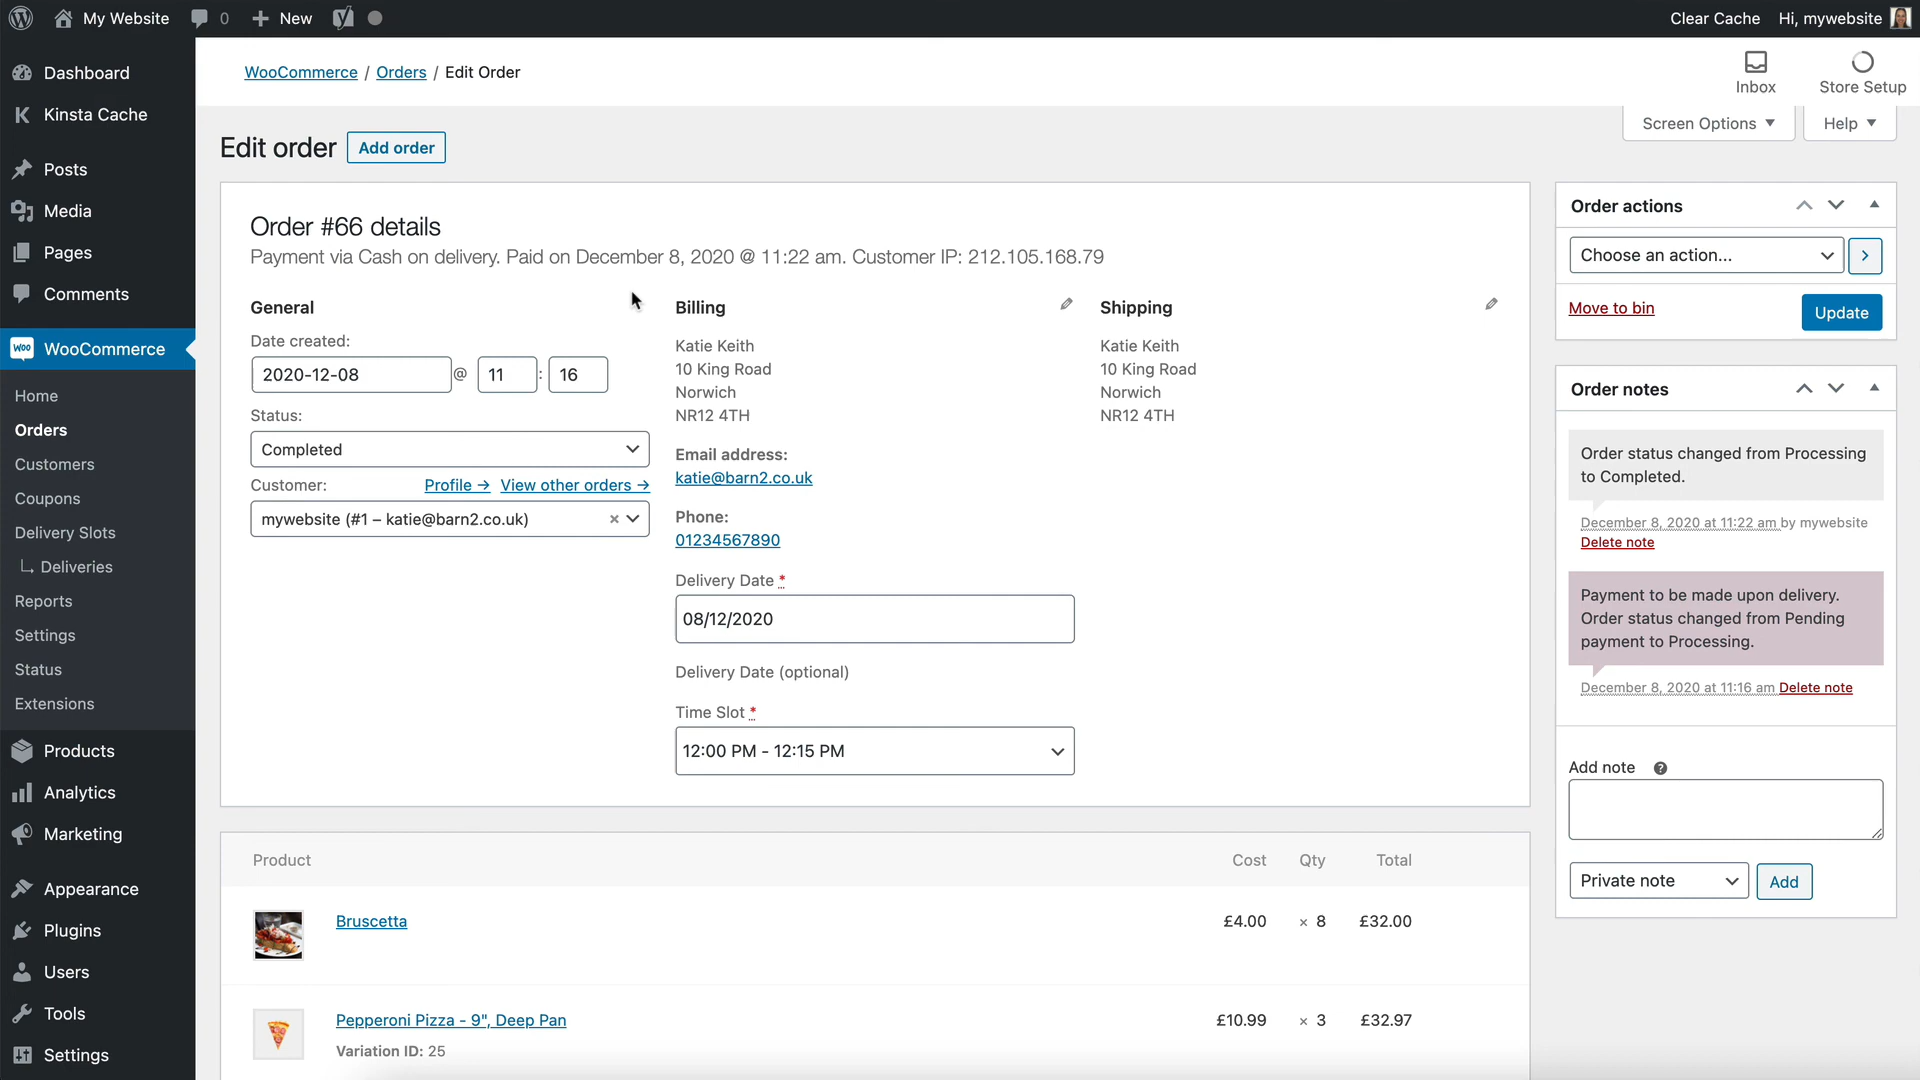 My Website 0 New Clear Cache Hi, mywebsite
Dashboard
Kinsta Cache
Posts
Media
Pages
Comments
WOO WooCommerce
Home
Orders
Customers
Coupons
Delivery Slots
Deliveries
Reports
Settings
Status
Extensions
Products
Analytics
Marketing
Appearance
Plugins
Users
Tools
Settings
WooCommerce / Orders / Edit Order
Inbox
Store Setup
Screen Options ▼
Help ▼
Edit order Add order
Order #66 details
Payment via Cash on delivery. Paid on December 8, 2020 @ 11:22 am. Customer IP: 212.105.168.79
General
Date created:
2020-12-08 @ 11 : 16
Status:
Completed
Customer: Profile → View other orders →
mywebsite (#1 – katie@barn2.co.uk) ×
Billing
Katie Keith
10 King Road
Norwich
NR12 4TH
Email address:
katie@barn2.co.uk
Phone:
01234567890
Delivery Date *
08/12/2020
Delivery Date (optional)
Time Slot *
12:00 PM - 12:15 PM
Shipping
Katie Keith
10 King Road
Norwich
NR12 4TH
Product Cost Qty Total
Bruscetta £4.00 × 8 £32.00
Pepperoni Pizza - 9", Deep Pan £10.99 × 3 £32.97
Variation ID: 25
Order actions
Choose an action...
Move to bin Update
Order notes
Order status changed from Processing
to Completed.
December 8, 2020 at 11:22 am by mywebsite
Delete note
Payment to be made upon delivery.
Order status changed from Pending
payment to Processing.
December 8, 2020 at 11:16 am Delete note
Add note ?
Private note Add